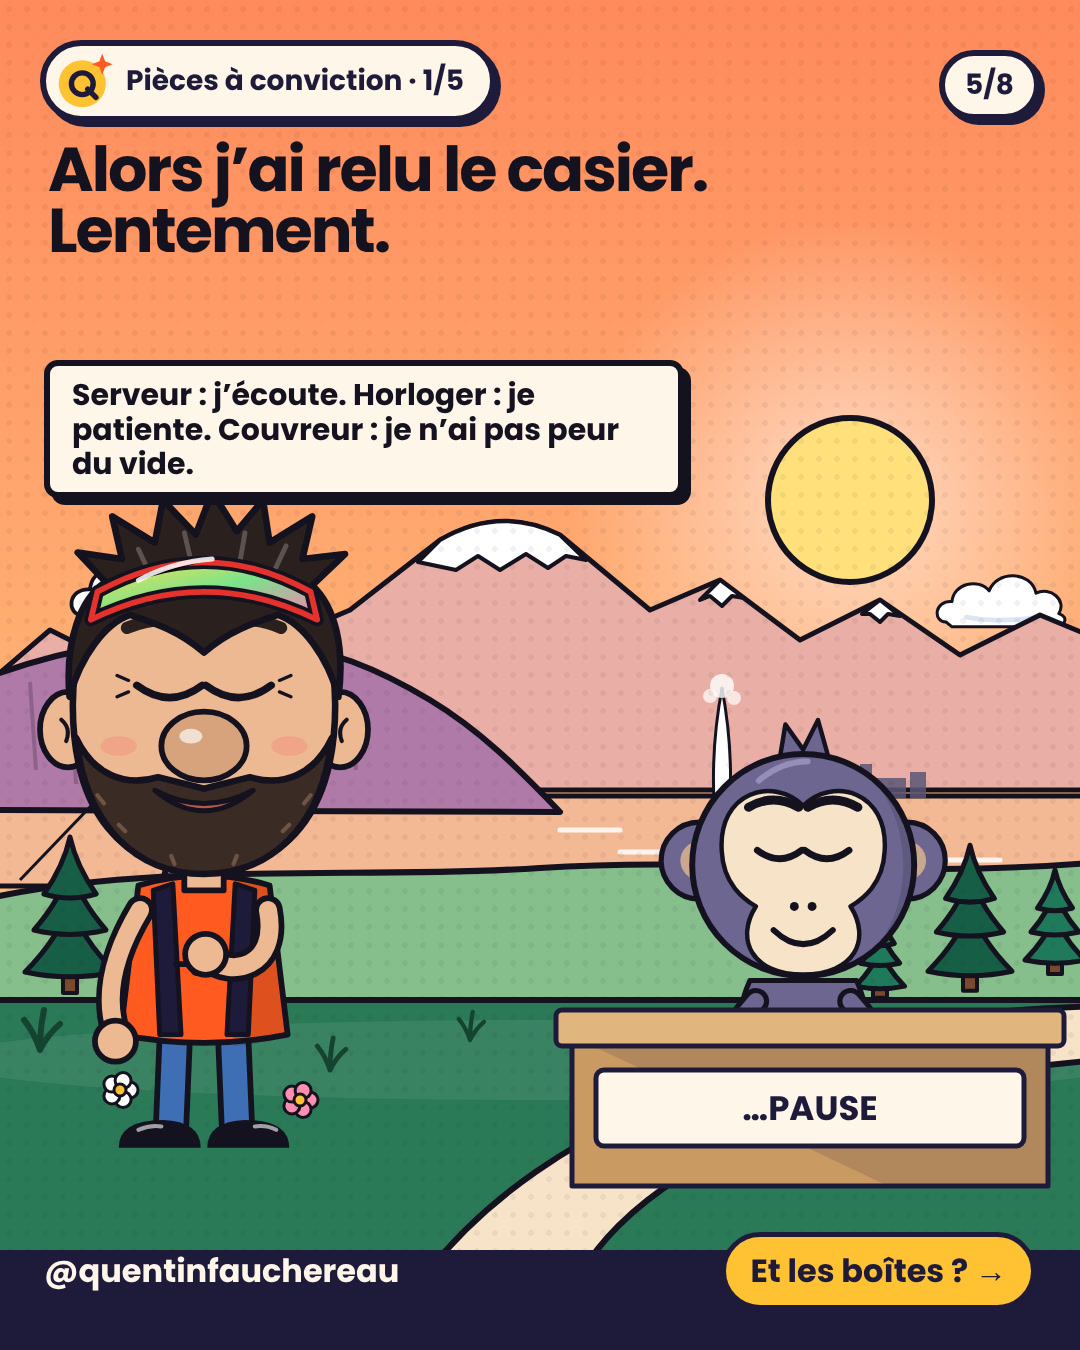 Q
Pièces à conviction · 1/5
5/8
Alors j’ai relu le casier.
Lentement.
Serveur : j’écoute. Horloger : je
patiente. Couvreur : je n’ai pas peur
du vide.
...PAUSE
@quentinfauchereau
Et les boîtes ? →